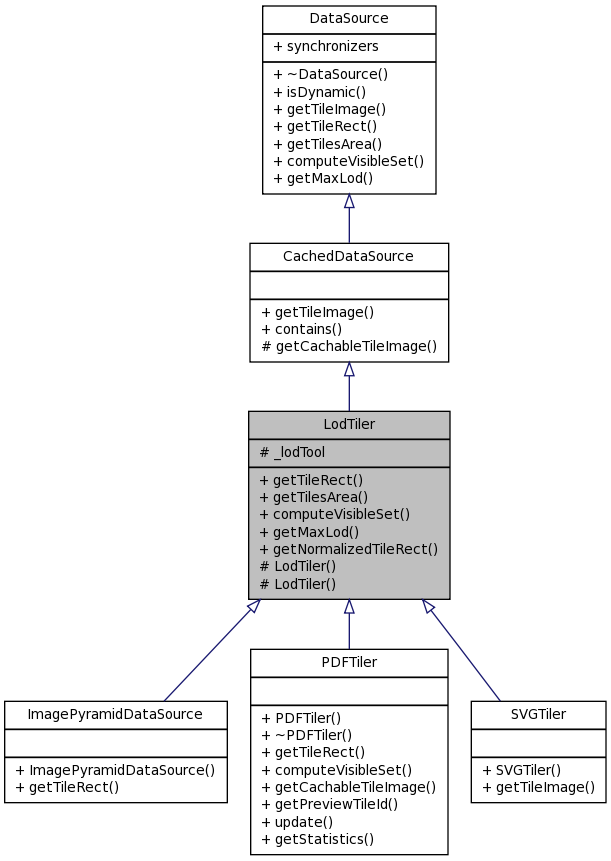 DataSource
+ synchronizers
+ ~DataSource()
+ isDynamic()
+ getTileImage()
+ getTileRect()
+ getTilesArea()
+ computeVisibleSet()
+ getMaxLod()
CachedDataSource
+ getTileImage()
+ contains()
# getCachableTileImage()
LodTiler
# _lodTool
+ getTileRect()
+ getTilesArea()
+ computeVisibleSet()
+ getMaxLod()
+ getNormalizedTileRect()
# LodTiler()
# LodTiler()
ImagePyramidDataSource
+ ImagePyramidDataSource()
+ getTileRect()
PDFTiler
+ PDFTiler()
+ ~PDFTiler()
+ getTileRect()
+ computeVisibleSet()
+ getCachableTileImage()
+ getPreviewTileId()
+ update()
+ getStatistics()
SVGTiler
+ SVGTiler()
+ getTileImage()